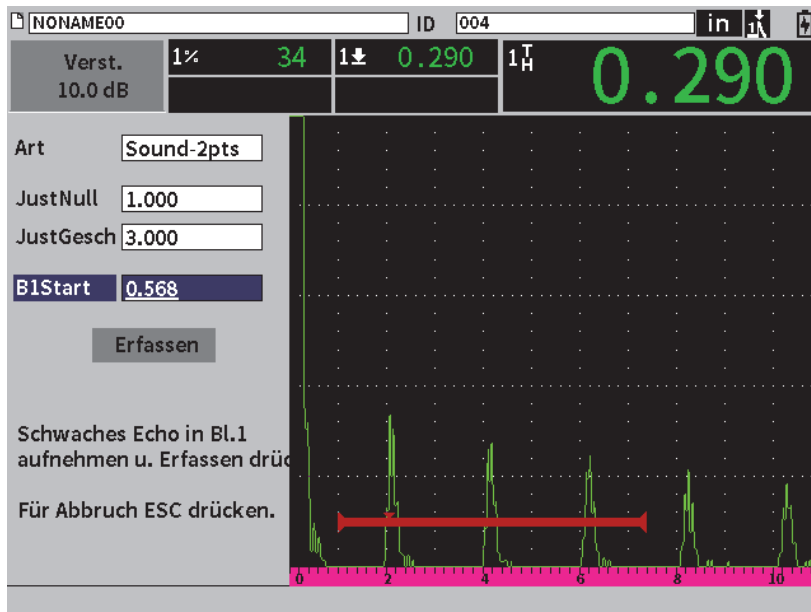 NONAME00 ID 004 in
Verst. 1% 34 1 0.290 1 T H 0.290
10.0 dB
Art Sound-2pts
JustNull 1.000
JustGesch 3.000
B1Start 0.568
Erfassen
Schwaches Echo in Bl.1
aufnehmen u. Erfassen drüc
Für Abbruch ESC drücken.
0 2 4 6 8 10